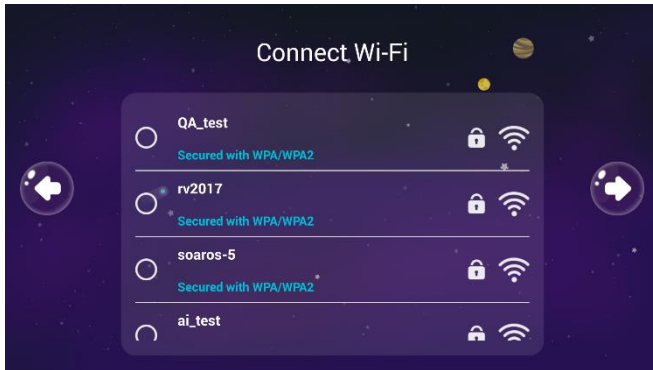 Connect Wi-Fi
QA_test
Secured with WPA/WPA2
rv2017
Secured with WPA/WPA2
soaros-5
Secured with WPA/WPA2
ai_test